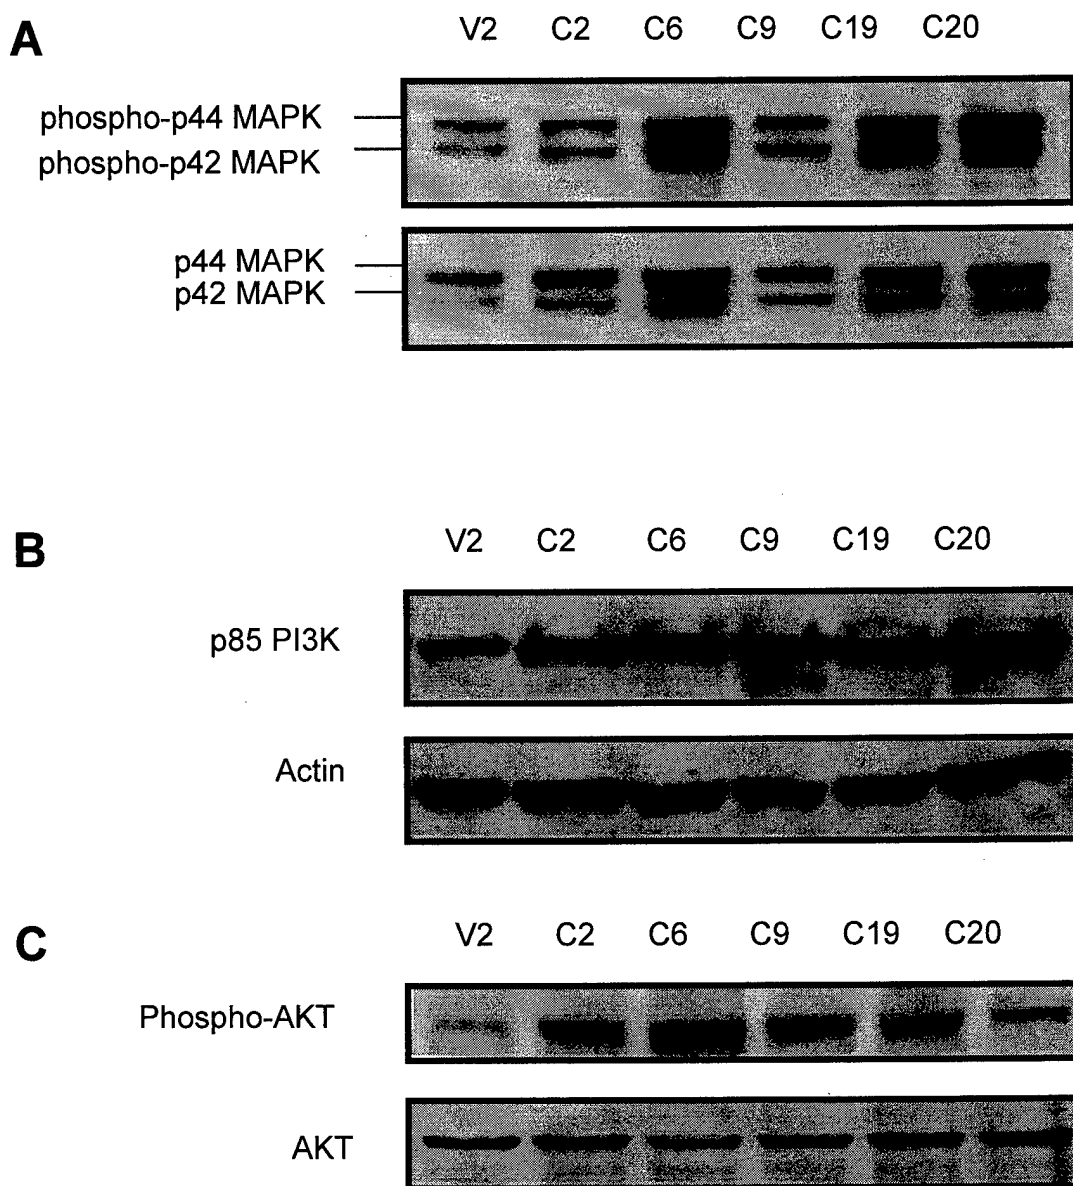 A
V2 C2 C6 C9 C19 C20
phospho-p44 MAPK
phospho-p42 MAPK
p44 MAPK
p42 MAPK
B
V2 C2 C6 C9 C19 C20
p85 PI3K
Actin
C
V2 C2 C6 C9 C19 C20
Phospho-AKT
AKT